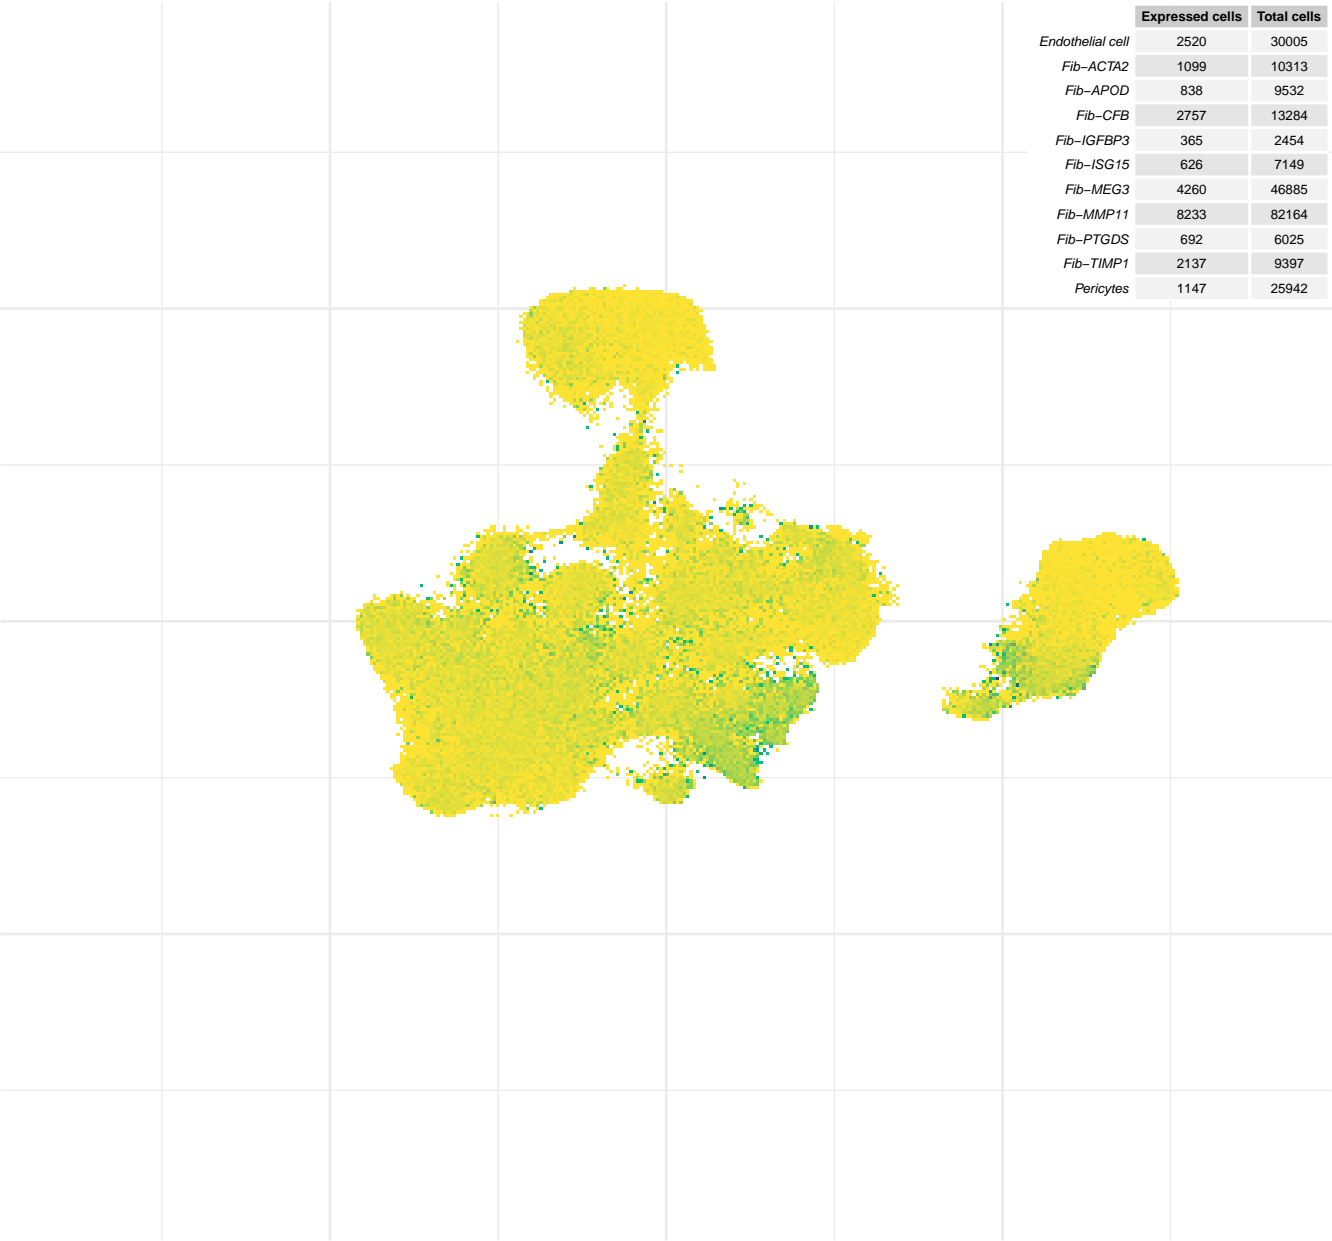 Expressed cells Total cells
Endothelial cell 2520 30005
Fib−ACTA2 1099 10313
Fib−APOD 838 9532
Fib−CFB 2757 13284
Fib−IGFBP3 365 2454
Fib−ISG15 626 7149
Fib−MEG3 4260 46885
Fib−MMP11 8233 82164
Fib−PTGDS 692 6025
Fib−TIMP1 2137 9397
Pericytes 1147 25942